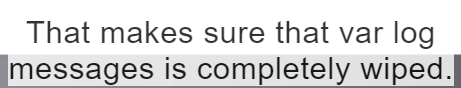 That makes sure that var log
messages is completely wiped.